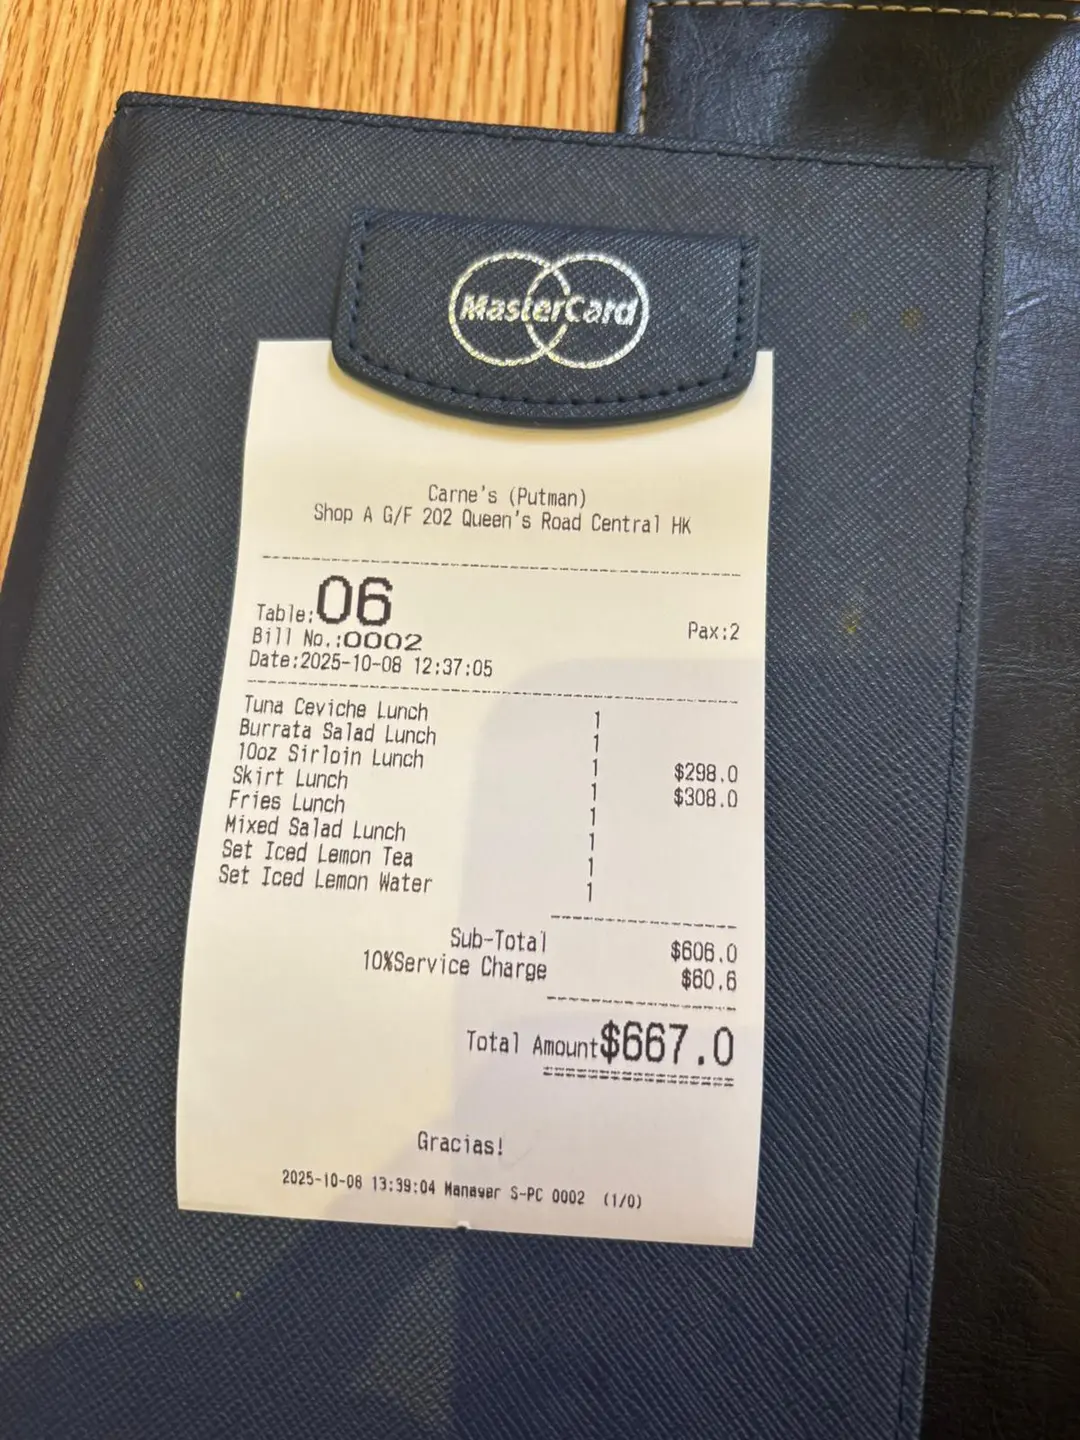 MasterCard
Carne's (Putman)
Shop A G/F 202 Queen's Road Central HK
Table:06
Pax:2
Bill No.:0002
Date:2025-10-08 12:37:05
Tuna Ceviche Lunch 1
Burrata Salad Lunch 1
10oz Sirloin Lunch 1 $298.0
Skirt Lunch 1 $308.0
Fries Lunch 1
Mixed Salad Lunch 1
Set Iced Lemon Tea 1
Set Iced Lemon Water 1
Sub-Total $606.0
10%Service Charge $60.6
Total Amount$667.0
Gracias!
2025-10-08 13:39:04 Manager S-PC 0002 (1/0)